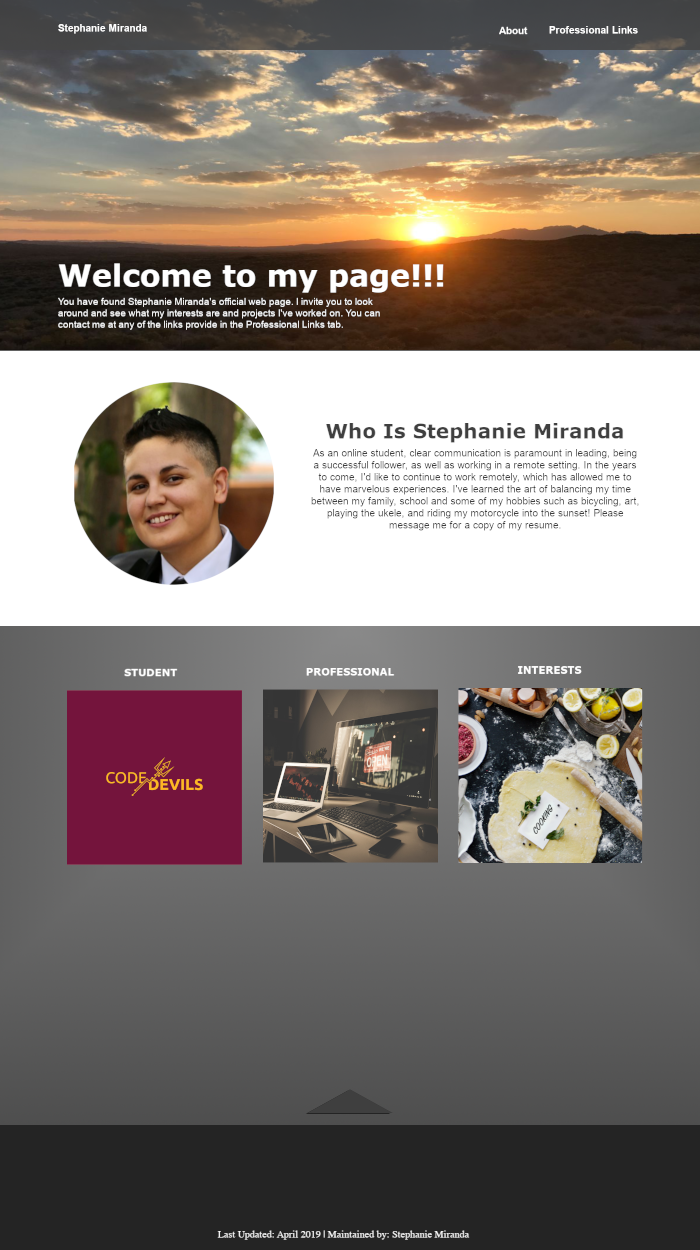 Stephanie Miranda
About
Professional Links
Welcome to my page!!!
You have found Stephanie Miranda's official web page. I invite you to look
around and see what my interests are and projects I've worked on. You can
contact me at any of the links provide in the Professional Links tab.
Who Is Stephanie Miranda
As an online student, clear communication is paramount in leading, being
a successful follower, as well as working in a remote setting. In the years
to come, I'd like to continue to work remotely, which has allowed me to
have marvelous experiences. I've learned the art of balancing my time
between my family, school and some of my hobbies such as bicycling, art,
playing the ukele, and riding my motorcycle into the sunset! Please
message me for a copy of my resume.
STUDENT
PROFESSIONAL
INTERESTS
CODE
DEVILS
OPEN
COOKING
Last Updated: April 2019 | Maintained by: Stephanie Miranda